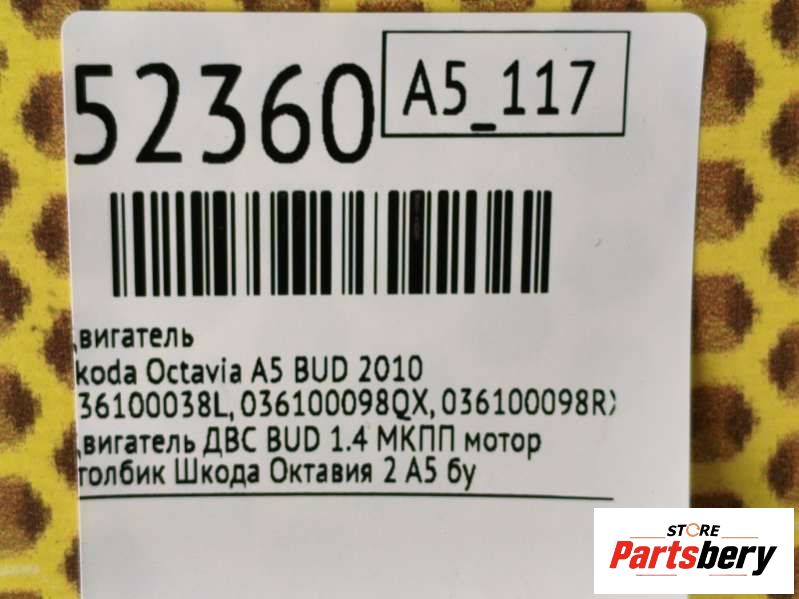 52360
A5_117
вигатель
koda Octavia A5 BUD 2010
36100038L, 036100098QX, 036100098RX
вигатель ДВС BUD 1.4 МКПП мотор
толбик Шкода Октавия 2 А5 бу
STORE
Partsbery